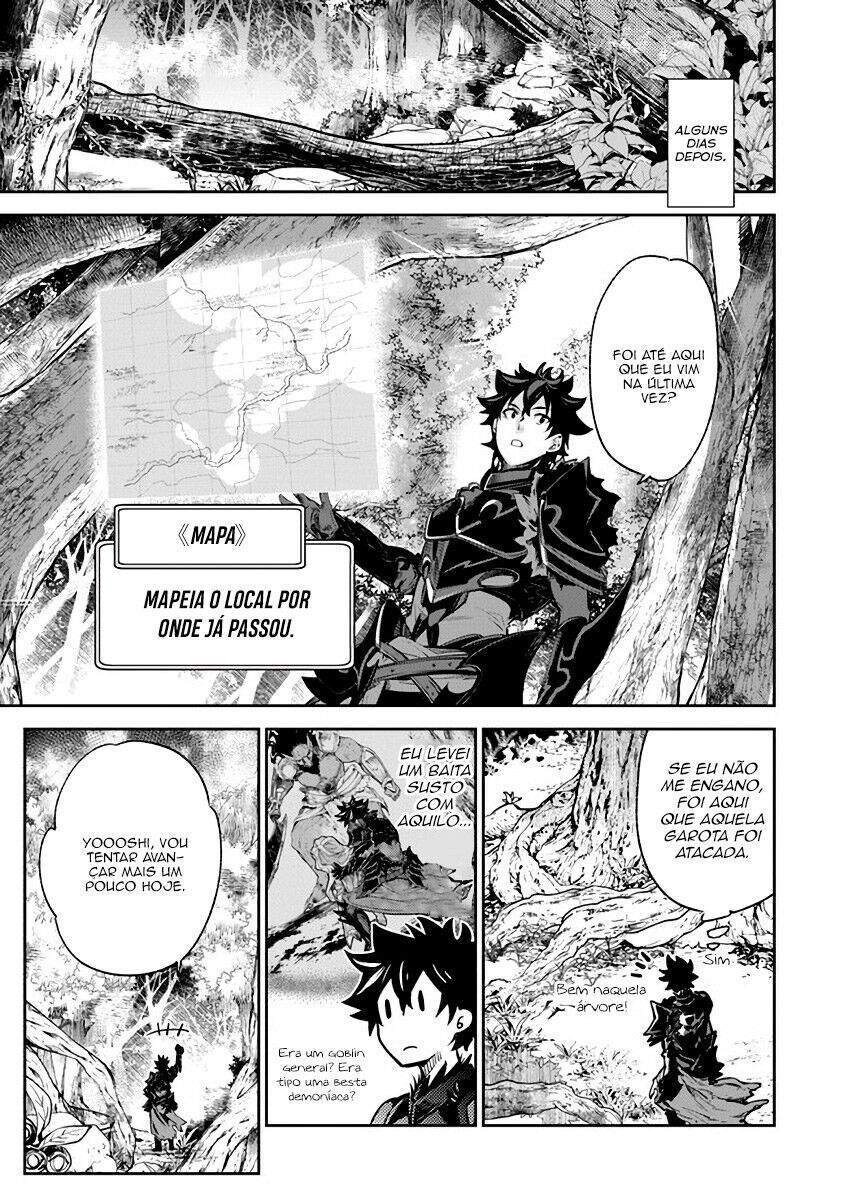 ALGUNS
DIAS
DEPOIS.
FOI ATÉ AQUI
QUE EU VIM
NA ÚLTIMA
VEZ?
《MAPA》
MAPEIA O LOCAL POR
ONDE JÁ PASSOU.
SE EU NÃO
ME ENGANO,
FOI AQUI
QUE AQUELA
GAROTA FOI
ATACADA.
Sim.
Bem naquela
árvore!
EU LEVEI
UM BAITA
SUSTO
COM
AQUILO...
Era um goblin
general? Era
tipo uma besta
demoníaca?
YOOOSHI, VOU
TENTAR AVAN-
ÇAR MAIS UM
POUCO HOJE.